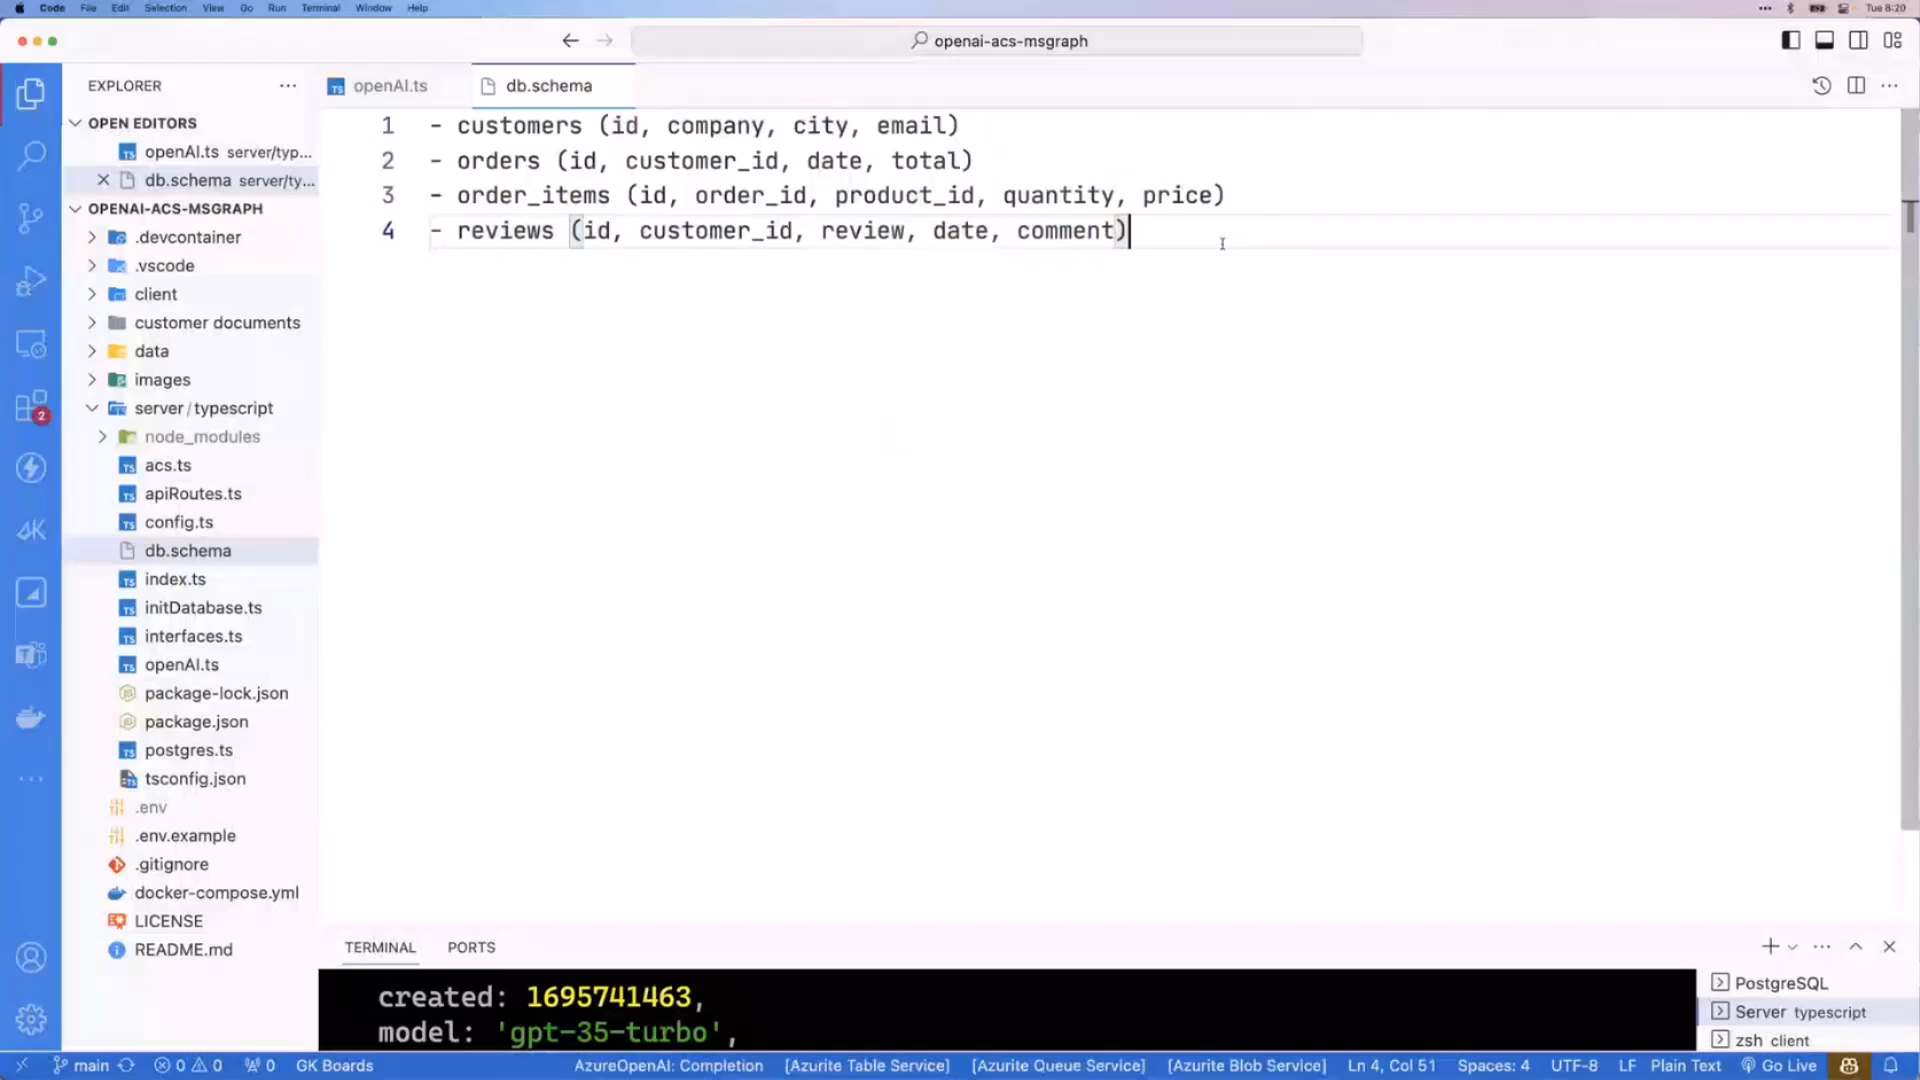 Code File Edit Selection View Go Run Terminal Window Help Tue 8:20
openai-acs-msgraph
EXPLORER
OPEN EDITORS
openAI.ts server/typ...
db.schema server/ty...
OPENAI-ACS-MSGRAPH
.devcontainer
.vscode
client
customer documents
data
images
server / typescript
node_modules
acs.ts
apiRoutes.ts
config.ts
db.schema
index.ts
initDatabase.ts
interfaces.ts
openAI.ts
package-lock.json
package.json
postgres.ts
tsconfig.json
.env
.env.example
.gitignore
docker-compose.yml
LICENSE
README.md
2
openAI.ts db.schema
1 - customers (id, company, city, email)
2 - orders (id, customer_id, date, total)
3 - order_items (id, order_id, product_id, quantity, price)
4 - reviews (id, customer_id, review, date, comment)
TERMINAL PORTS
created: 1695741463,
model: 'gpt-35-turbo',
PostgreSQL
Server typescript
zsh client
main 0 0 0 GK Boards AzureOpenAI: Completion [Azurite Table Service] [Azurite Queue Service] [Azurite Blob Service] Ln 4, Col 51 Spaces: 4 UTF-8 LF Plain Text Go Live